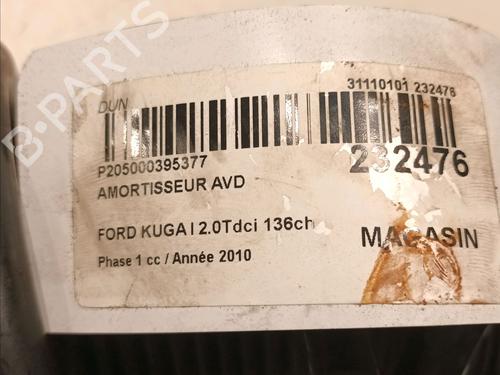 DUN
31110101 232476
P205000395377
232476
AMORTISSEUR AVD
FORD KUGA I 2.0Tdci 136ch
MAGASIN
Phase 1 cc / Année 2010
B-PARTS